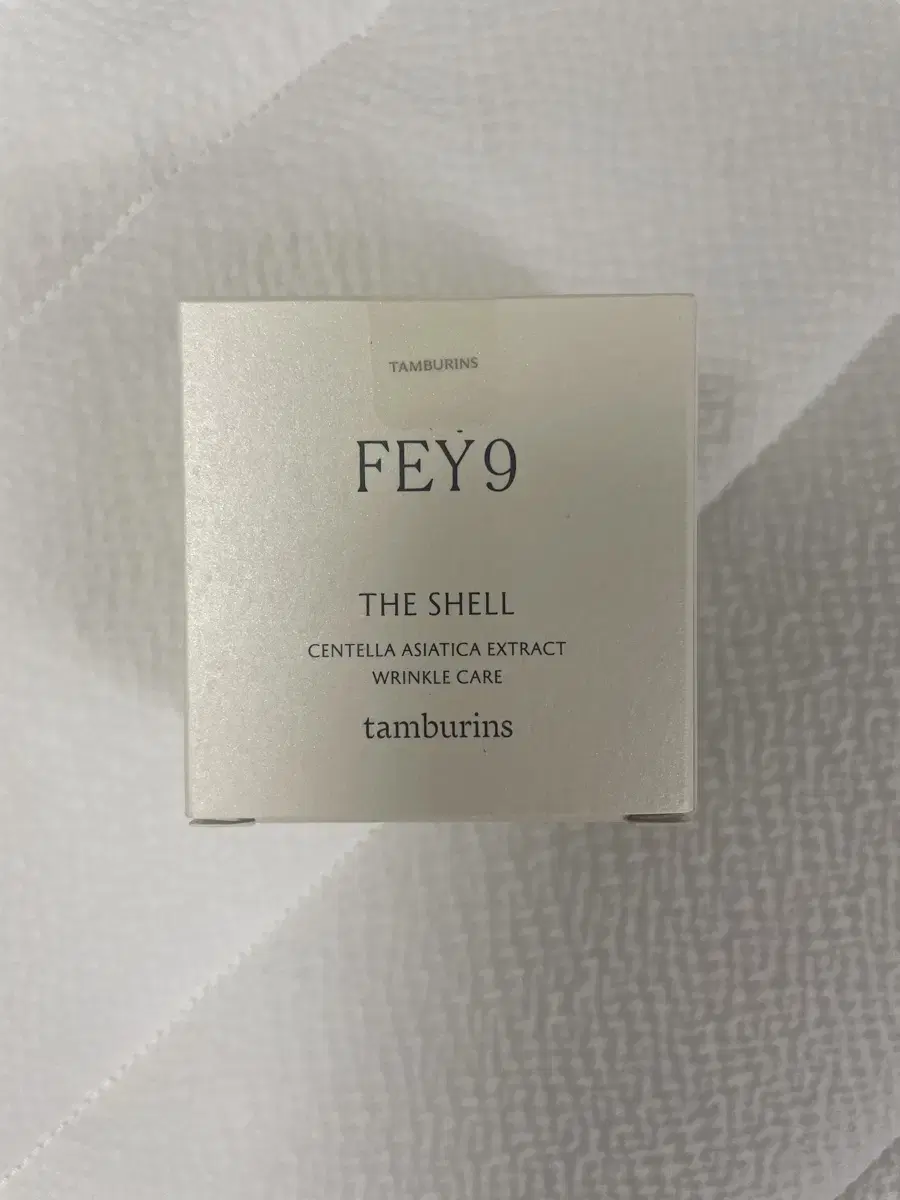 TAMBURINS
FEY9
THE SHELL
CENTELLA ASIATICA EXTRACT
WRINKLE CARE
tamburins